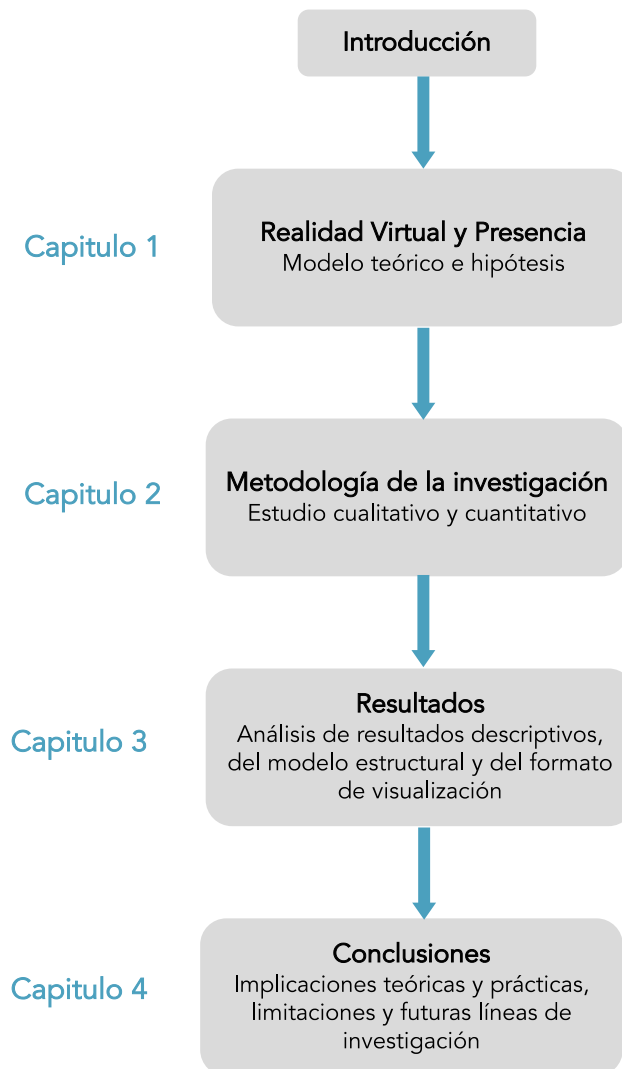 Introducción
Capitulo 1
Realidad Virtual y Presencia
Modelo teórico e hipótesis
Capitulo 2
Metodología de la investigación
Estudio cualitativo y cuantitativo
Capitulo 3
Resultados
Análisis de resultados descriptivos,
del modelo estructural y del formato
de visualización
Capitulo 4
Conclusiones
Implicaciones teóricas y prácticas,
limitaciones y futuras líneas de
investigación